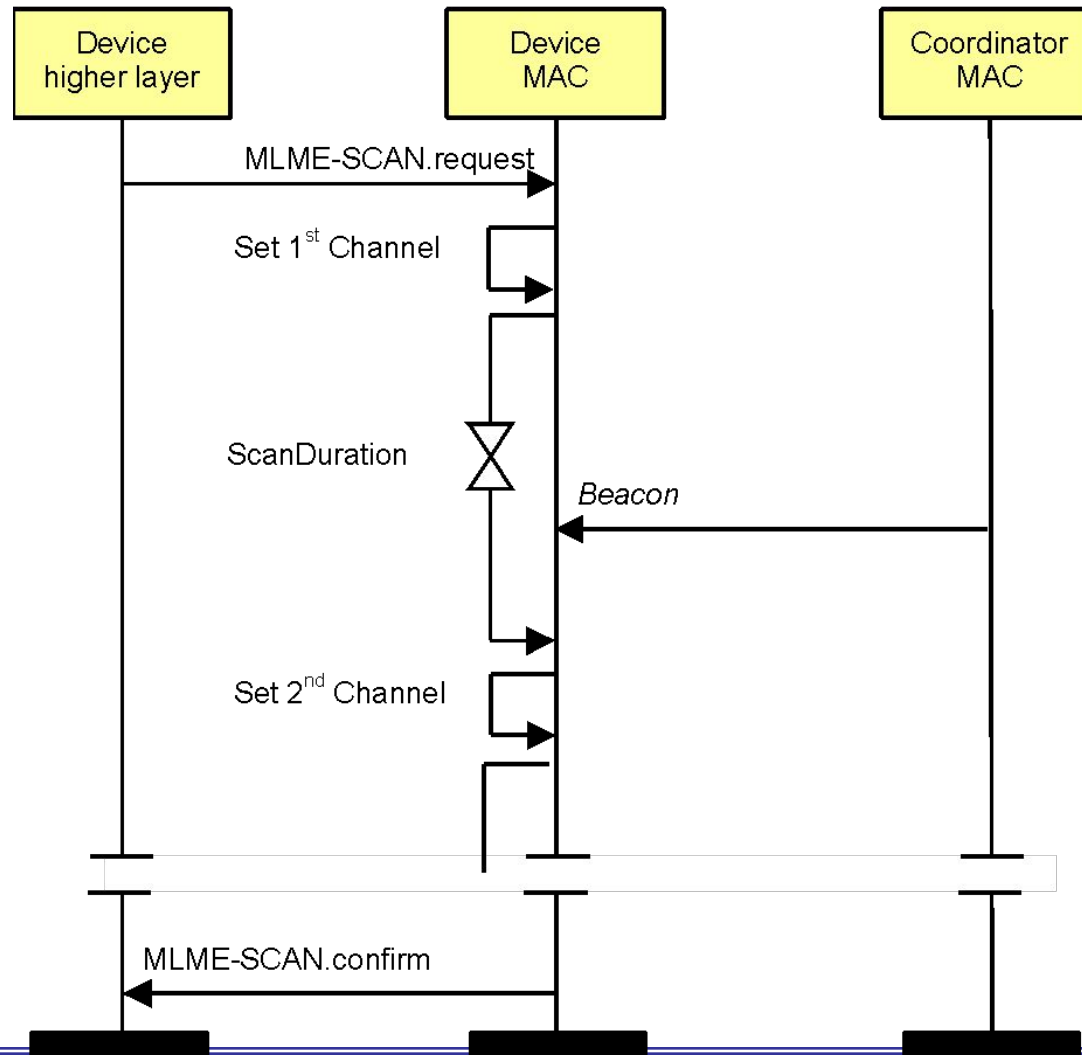 Device
higher layer
Device
MAC
Coordinator
MAC
MLME-SCAN.request
Set 1st Channel
ScanDuration
Beacon
Set 2nd Channel
MLME-SCAN.confirm